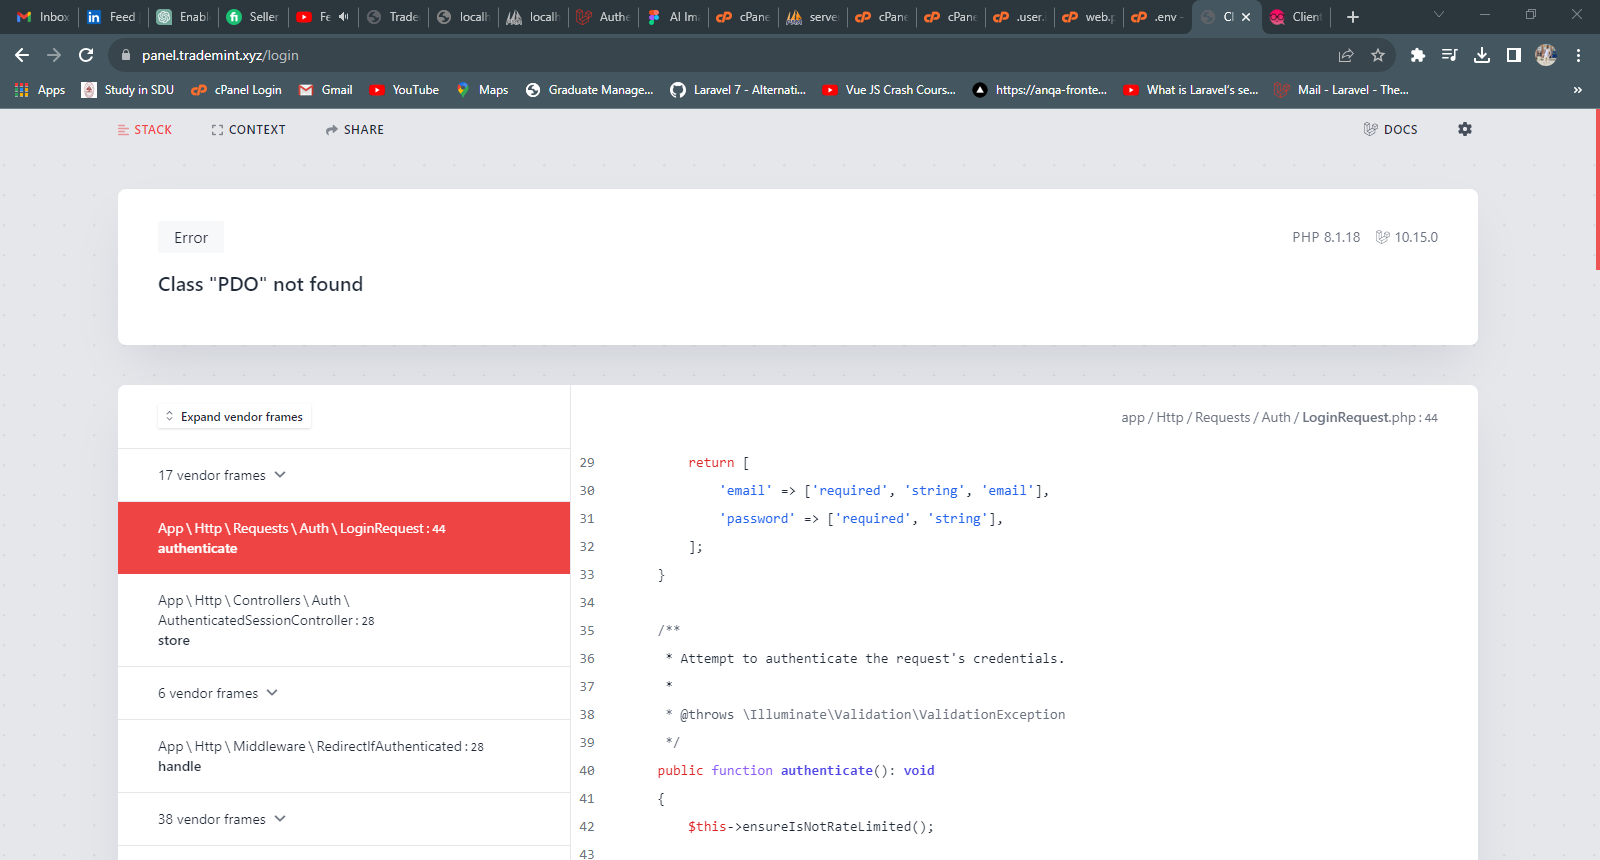 Inbox
Feed
Enabl
Seller
Fe
Trade
localh
localh
Authe
AI Im
cPane
serve
cPane
cPane
.user.
web.p
.env -
Cl
Client
panel.trademint.xyz/login
Apps
Study in SDU
cPanel Login
Gmail
YouTube
Maps
Graduate Manage...
Laravel 7 - Alternati...
Vue JS Crash Cours...
https://anqa-fronte...
What is Laravel's se...
Mail - Laravel - The...
»
STACK
CONTEXT
SHARE
DOCS
Error
PHP 8.1.18
10.15.0
Class "PDO" not found
Expand vendor frames
app / Http / Requests / Auth / LoginRequest.php : 44
17 vendor frames
App \ Http \ Requests \ Auth \ LoginRequest : 44
authenticate
App \ Http \ Controllers \ Auth \
AuthenticatedSessionController : 28
store
6 vendor frames
App \ Http \ Middleware \ RedirectIfAuthenticated : 28
handle
38 vendor frames
29 return [
30 'email' => ['required', 'string', 'email'],
31 'password' => ['required', 'string'],
32 ];
33 }
34
35 /**
36 * Attempt to authenticate the request's credentials.
37 *
38 * @throws \Illuminate\Validation\ValidationException
39 */
40 public function authenticate(): void
41 {
42 $this->ensureIsNotRateLimited();
43